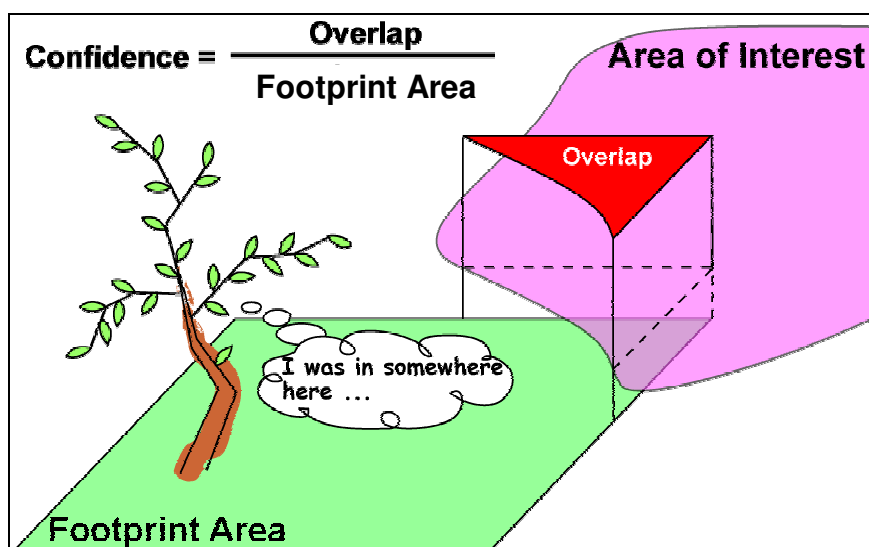 Confidence =
Overlap
Footprint Area
Area of Interest
Overlap
I was in somewhere
here ...
Footprint Area